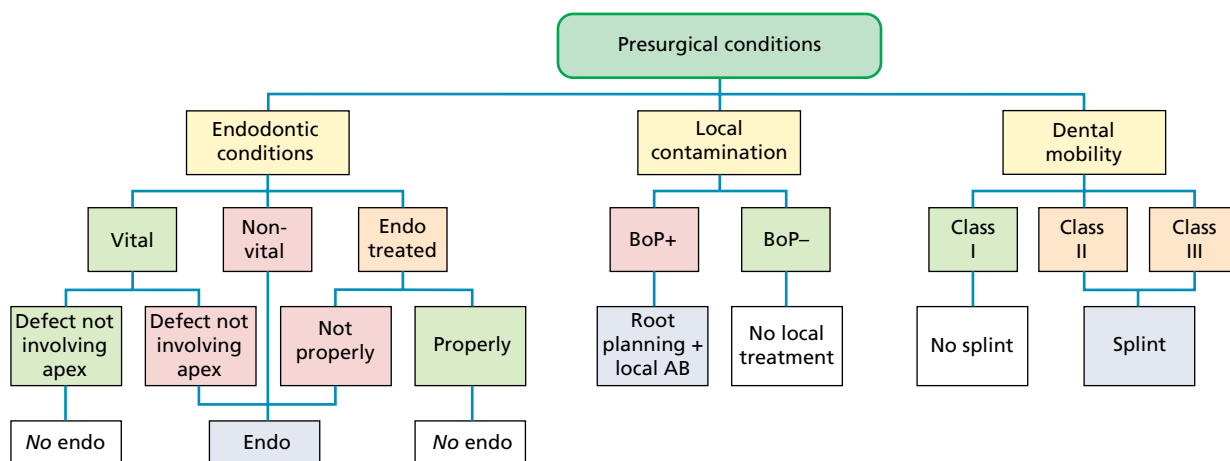 Presurgical conditions
Endodontic
conditions
Local
contamination
Dental
mobility
Vital
Non-
vital
Endo
treated
BoP+
BoP–
Class
I
Class
II
Class
III
Defect not
involving
apex
Defect not
involving
apex
Not
properly
Properly
Root
planning +
local AB
No local
treatment
No splint
Splint
No endo
Endo
No endo